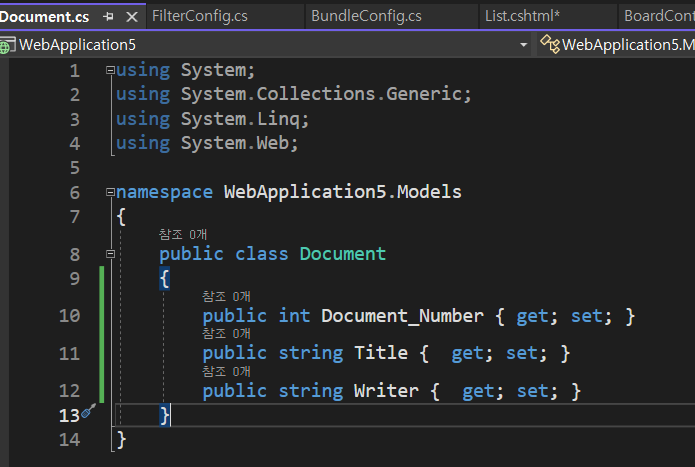 Document.cs FilterConfig.cs BundleConfig.cs List.cshtml* BoardCont
WebApplication5 WebApplication5.M
1 using System;
2 using System.Collections.Generic;
3 using System.Linq;
4 using System.Web;
5
6 namespace WebApplication5.Models
7 {
참조 0개
8 public class Document
9 {
참조 0개
10 public int Document_Number { get; set; }
참조 0개
11 public string Title {  get; set; }
참조 0개
12 public string Writer {  get; set; }
13 }
14 }